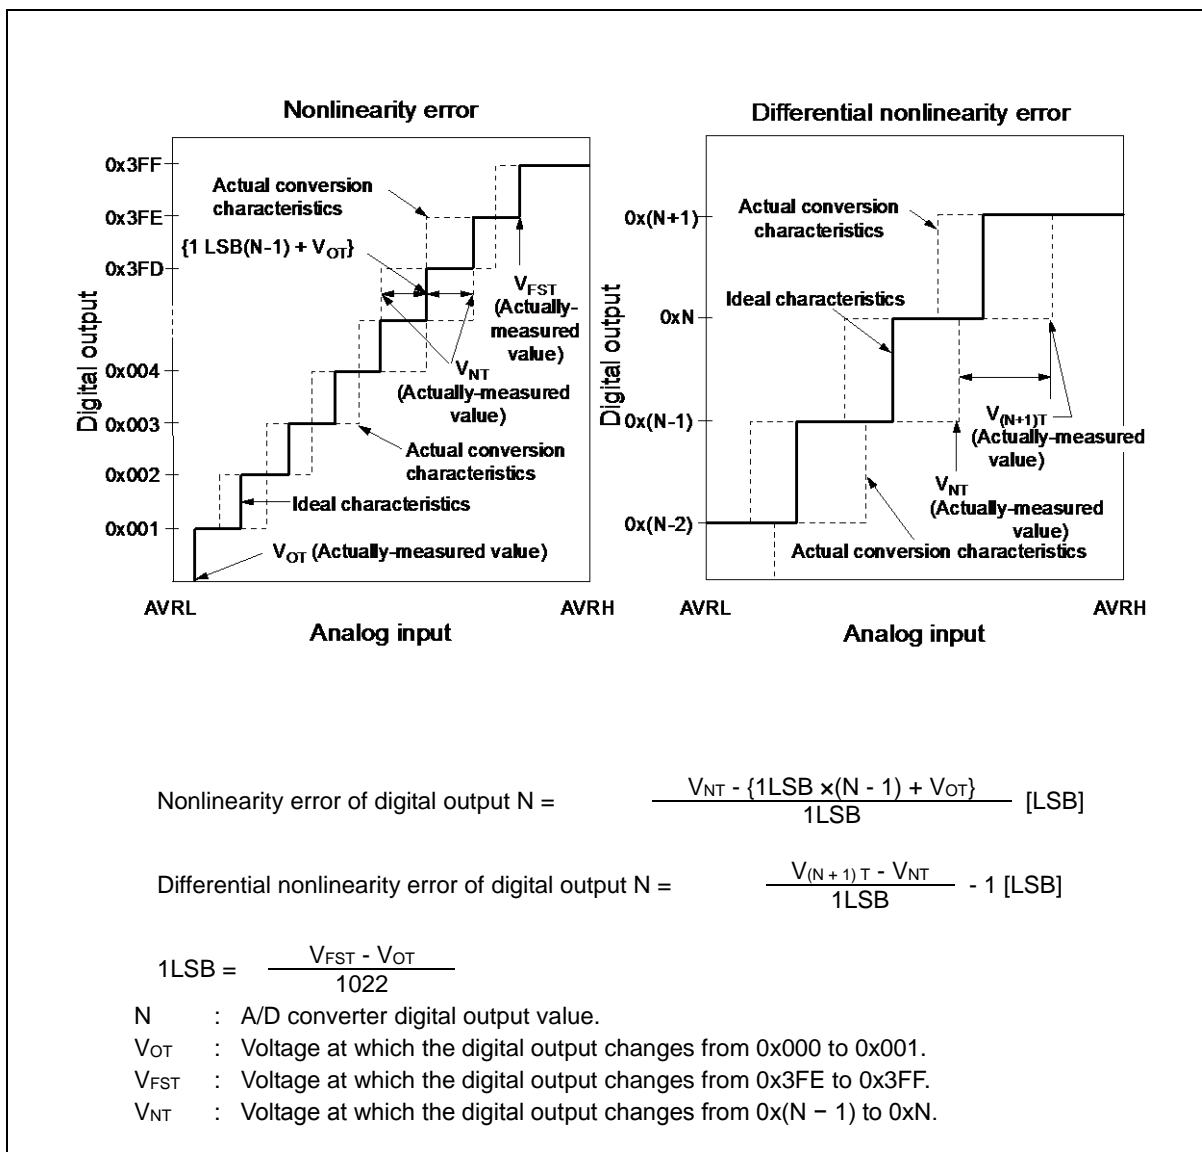 Nonlinearity error
Digital output
0x3FF
0x3FE
0x3FD
0x004
0x003
0x002
0x001
Actual conversion
characteristics
{1 LSB(N-1) + VOT}
VFST
(Actually-
measured
value)
VNT
(Actually-measured
value)
Actual conversion
characteristics
Ideal characteristics
VOT (Actually-measured value)
AVRL
AVRH
Analog input
Differential nonlinearity error
Digital output
0x(N+1)
0xN
0x(N-1)
0x(N-2)
Actual conversion
characteristics
Ideal characteristics
V(N+1)T
(Actually-measured
value)
VNT
(Actually-measured
value)
Actual conversion characteristics
AVRL
AVRH
Analog input
Nonlinearity error of digital output N =
VNT - {1LSB ×(N - 1) + VOT}
1LSB
[LSB]
Differential nonlinearity error of digital output N =
V(N + 1) T - VNT
1LSB
- 1 [LSB]
1LSB =
VFST - VOT
1022
N : A/D converter digital output value.
VOT : Voltage at which the digital output changes from 0x000 to 0x001.
VFST : Voltage at which the digital output changes from 0x3FE to 0x3FF.
VNT : Voltage at which the digital output changes from 0x(N − 1) to 0xN.